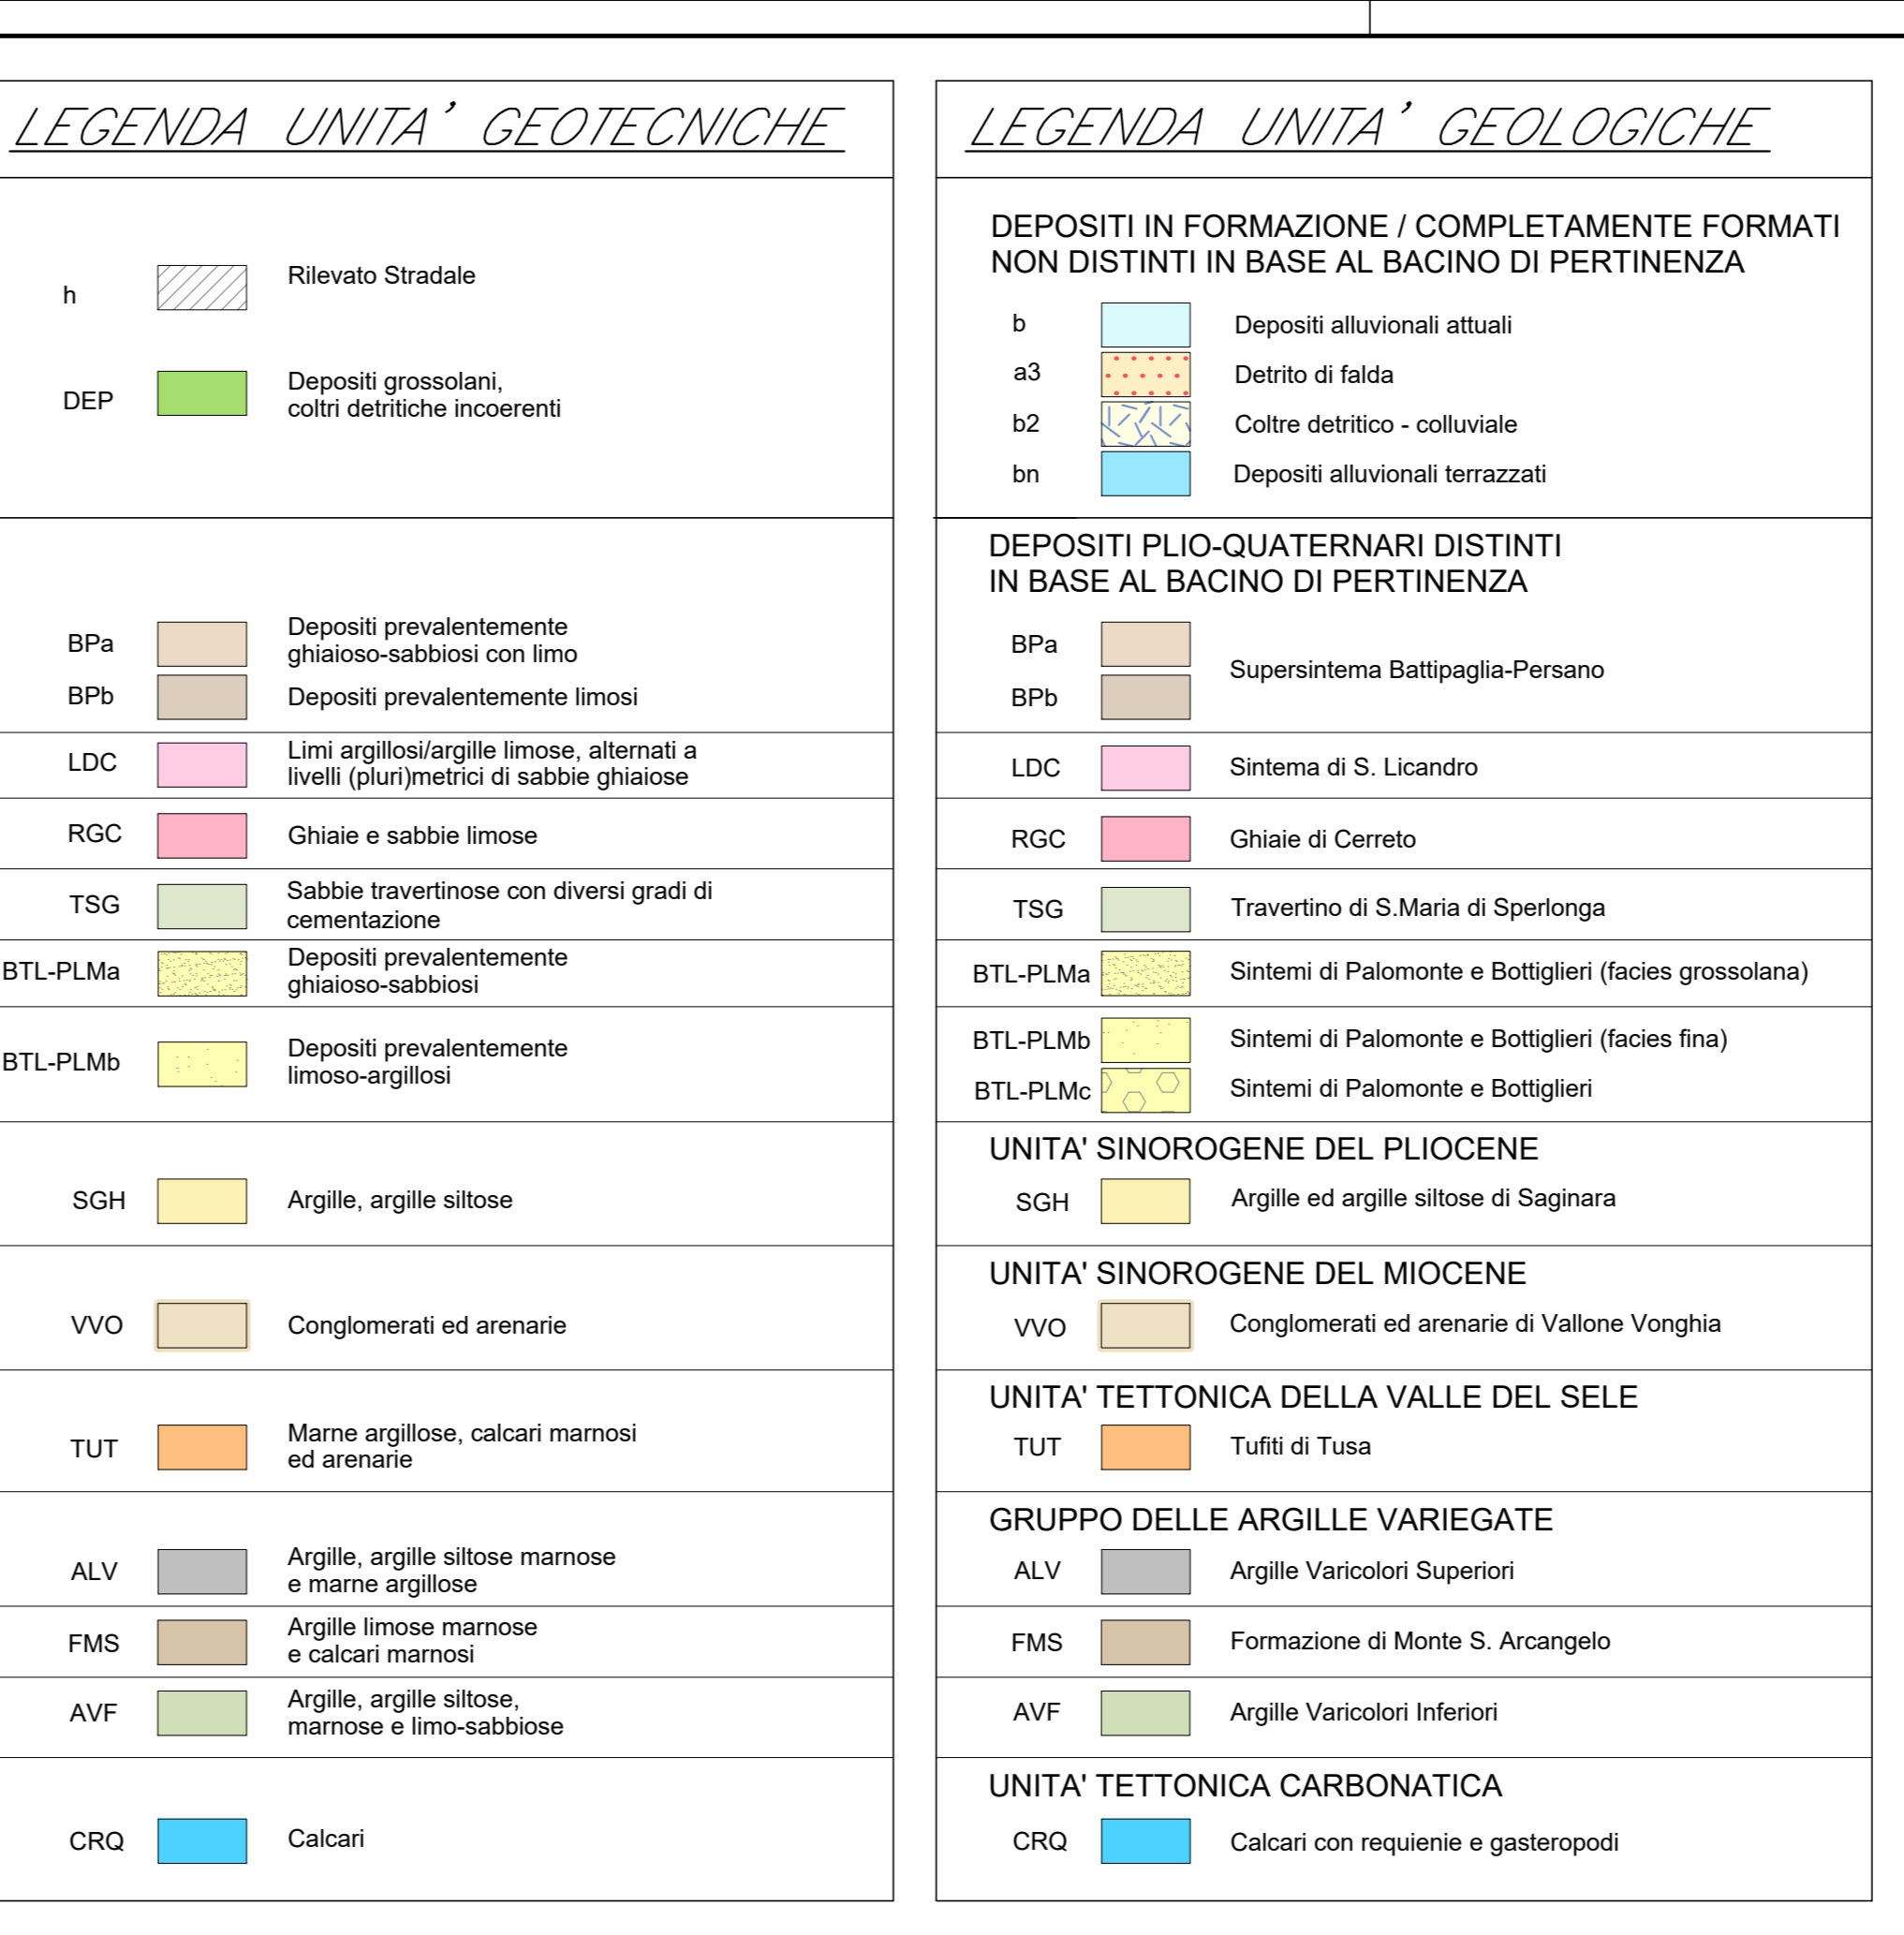 LEGENDA UNITA' GEOTECNICHE
h
Rilevato Stradale
DEP
Depositi grossolani,
coltri detritiche incoerenti
BPa
Depositi prevalentemente
ghiaioso-sabbiosi con limo
BPb
Depositi prevalentemente limosi
LDC
Limi argillosi/argille limose, alternati a
livelli (pluri)metrici di sabbie ghiaiose
RGC
Ghiaie e sabbie limose
TSG
Sabbie travertinose con diversi gradi di
cementazione
BTL-PLMa
Depositi prevalentemente
ghiaioso-sabbiosi
BTL-PLMb
Depositi prevalentemente
limoso-argillosi
SGH
Argille, argille siltose
VVO
Conglomerati ed arenarie
TUT
Marne argillose, calcari marnosi
ed arenarie
ALV
Argille, argille siltose marnose
e marne argillose
FMS
Argille limose marnose
e calcari marnosi
AVF
Argille, argille siltose,
marnose e limo-sabbiose
CRQ
Calcari
LEGENDA UNITA' GEOLOGICHE
DEPOSITI IN FORMAZIONE / COMPLETAMENTE FORMATI
NON DISTINTI IN BASE AL BACINO DI PERTINENZA
b
Depositi alluvionali attuali
a3
Detrito di falda
b2
Coltre detritico - colluviale
bn
Depositi alluvionali terrazzati
DEPOSITI PLIO-QUATERNARI DISTINTI
IN BASE AL BACINO DI PERTINENZA
BPa
Supersintema Battipaglia-Persano
BPb
LDC
Sintema di S. Licandro
RGC
Ghiaie di Cerreto
TSG
Travertino di S.Maria di Sperlonga
BTL-PLMa
Sintemi di Palomonte e Bottiglieri (facies grossolana)
BTL-PLMb
Sintemi di Palomonte e Bottiglieri (facies fina)
BTL-PLMc
Sintemi di Palomonte e Bottiglieri
UNITA' SINOROGENE DEL PLIOCENE
SGH
Argille ed argille siltose di Saginara
UNITA' SINOROGENE DEL MIOCENE
VVO
Conglomerati ed arenarie di Vallone Vonghia
UNITA' TETTONICA DELLA VALLE DEL SELE
TUT
Tufiti di Tusa
GRUPPO DELLE ARGILLE VARIEGATE
ALV
Argille Varicolori Superiori
FMS
Formazione di Monte S. Arcangelo
AVF
Argille Varicolori Inferiori
UNITA' TETTONICA CARBONATICA
CRQ
Calcari con requienie e gasteropodi